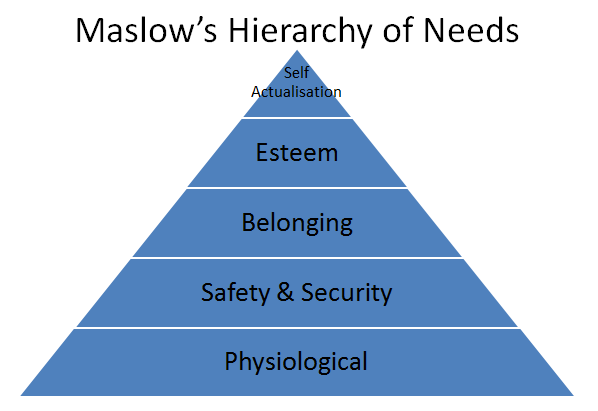 Maslow’s Hierarchy of Needs
Self
Actualisation
Esteem
Belonging
Safety & Security
Physiological